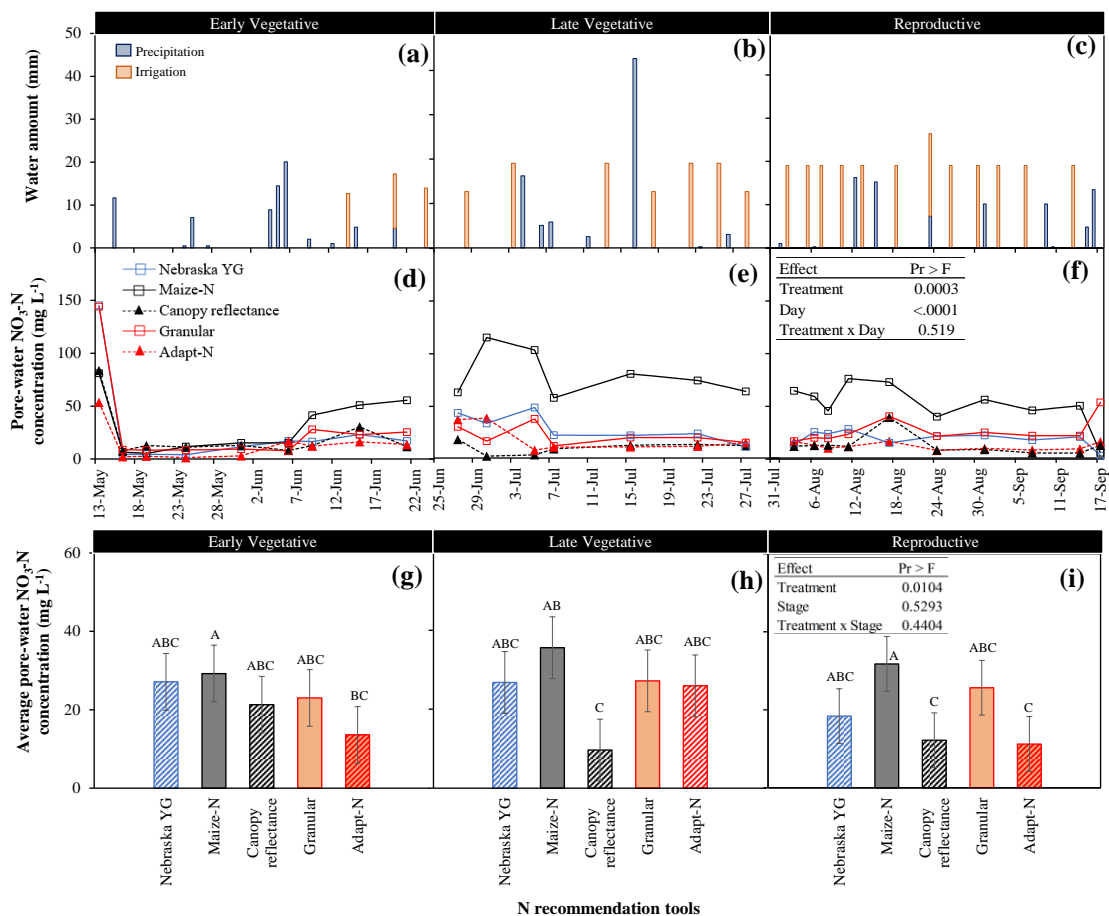 Early Vegetative
Late Vegetative
Reproductive
Water amount (mm)
50
40
30
20
10
0
Precipitation
Irrigation
(a)
(b)
(c)
Pore-water NO3-N
concentration (mg L-1)
150
100
50
0
Nebraska YG
Maize-N
Canopy reflectance
Granular
Adapt-N
(d)
(e)
Effect Pr > F
Treatment 0.0003
Day <.0001
Treatment x Day 0.519
(f)
13-May
18-May
23-May
28-May
2-Jun
7-Jun
12-Jun
17-Jun
22-Jun
25-Jun
29-Jun
3-Jul
7-Jul
11-Jul
15-Jul
19-Jul
23-Jul
27-Jul
31-Jul
6-Aug
12-Aug
18-Aug
24-Aug
30-Aug
5-Sep
11-Sep
17-Sep
Early Vegetative
Late Vegetative
Reproductive
Average pore-water NO3-N
concentration (mg L-1)
60
40
20
0
(g)
ABC
A
ABC
ABC
BC
(h)
ABC
AB
C
ABC
ABC
Effect Pr > F
Treatment 0.0104
Stage 0.5293
Treatment x Stage 0.4404
(i)
ABC
A
C
ABC
C
Nebraska YG
Maize-N
Canopy
reflectance
Granular
Adapt-N
Nebraska YG
Maize-N
Canopy
reflectance
Granular
Adapt-N
Nebraska YG
Maize-N
Canopy
reflectance
Granular
Adapt-N
N recommendation tools